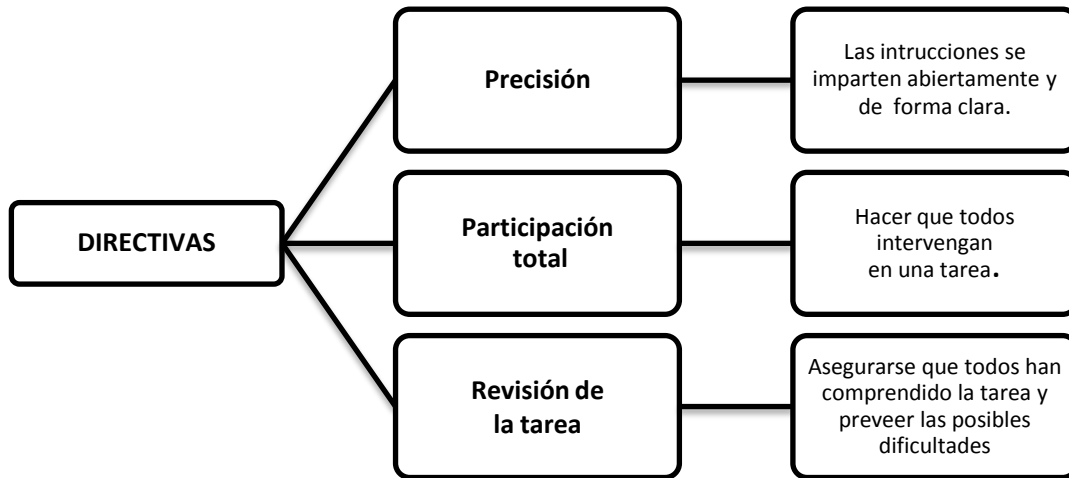 DIRECTIVAS
Precisión
Las intrucciones se
imparten abiertamente y
de forma clara.
Participación
total
Hacer que todos
intervengan
en una tarea.
Revisión de
la tarea
Asegurarse que todos han
comprendido la tarea y
preveer las posibles
dificultades